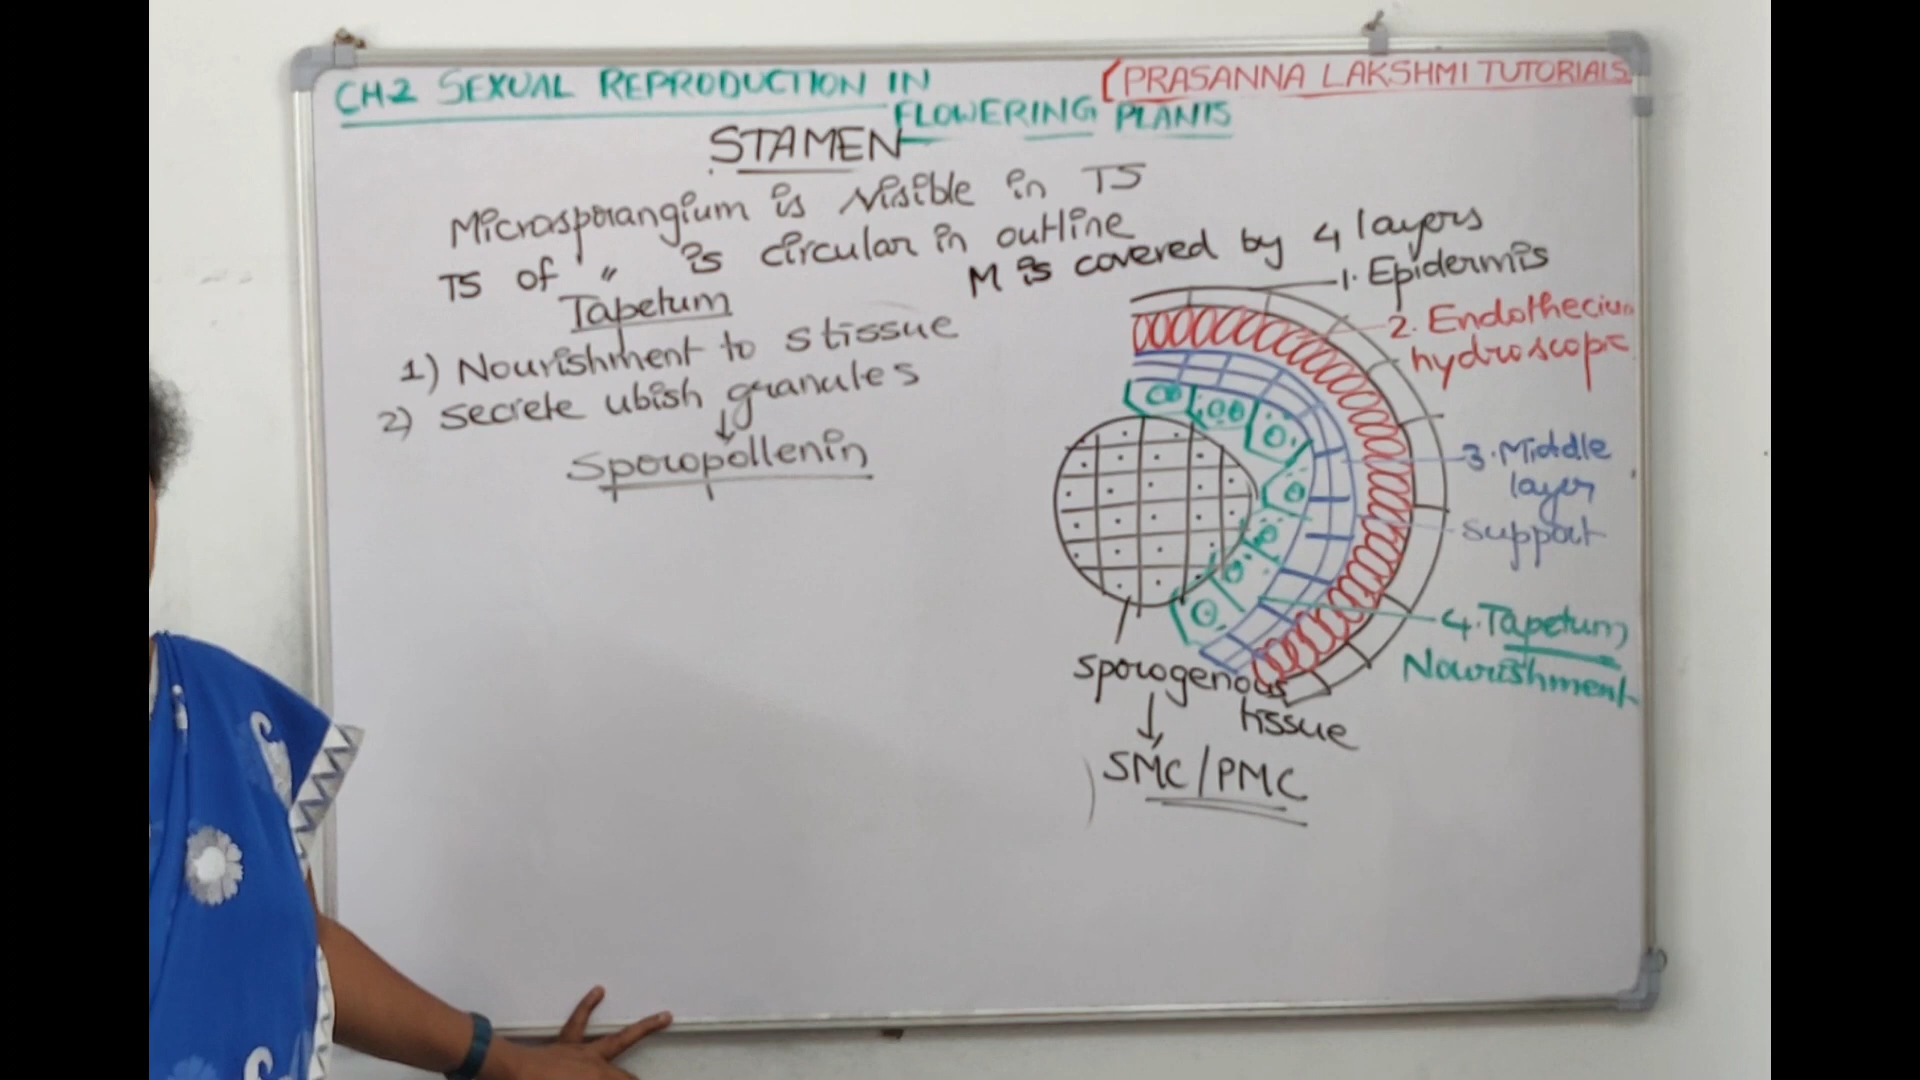 CH-2 SEXUAL REPRODUCTION IN
FLOWERING PLANTS
(PRASANNA LAKSHMI TUTORIALS
STAMEN
Microsporangium is visible in TS
TS of " is circular in outline
M is covered by 4 layers
Tapetum
1) Nourishment to s tissue
2) Secrete ubish granules
↓
Sporopollenin
1. Epidermis
2. Endothecium
hydroscopic
3. Middle
layer
support
4. Tapetum
Nourishment
sporogenous
tissue
↓
SMC/PMC